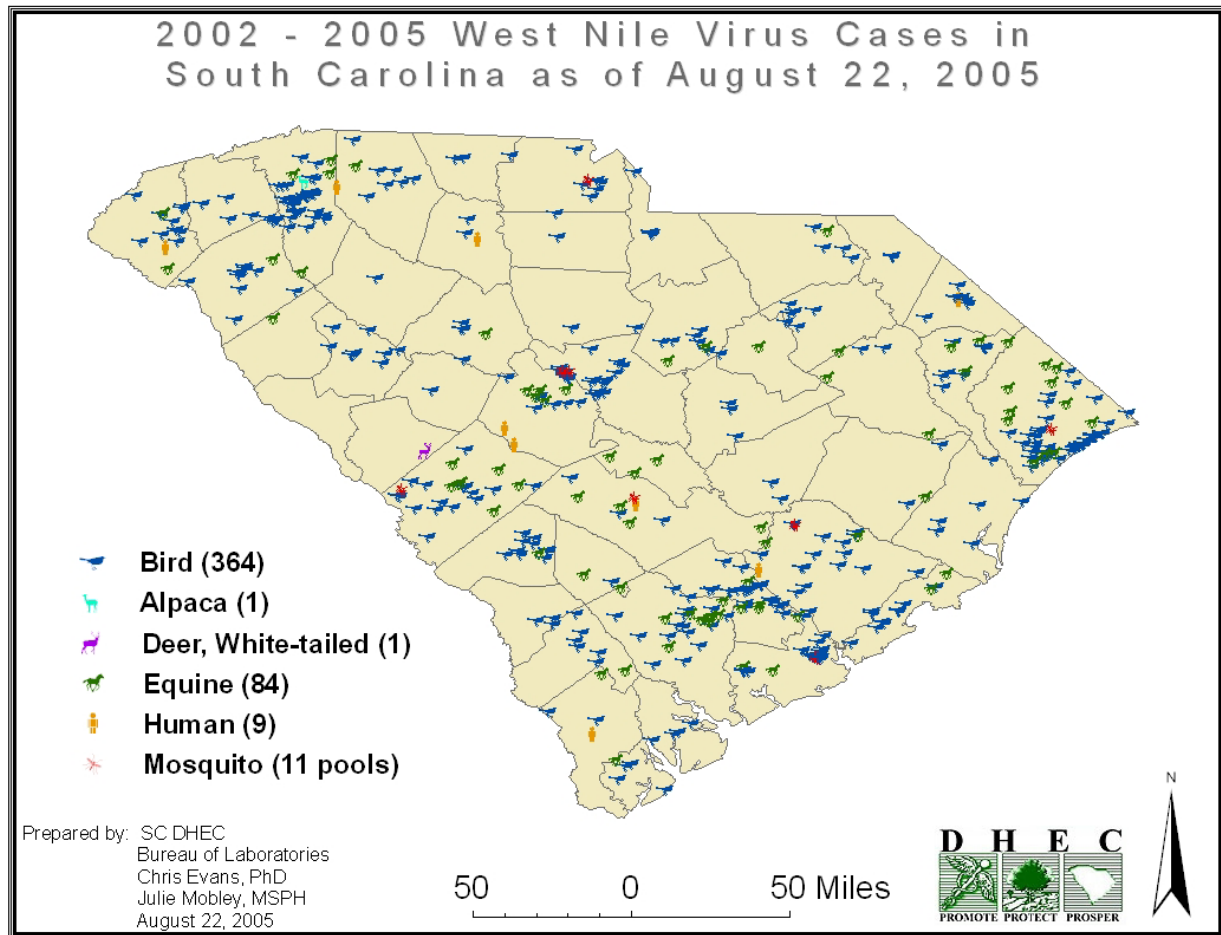 2002 - 2005 West Nile Virus Cases in
South Carolina as of August 22, 2005
Bird (364)
Alpaca (1)
Deer, White-tailed (1)
Equine (84)
Human (9)
Mosquito (11 pools)
Prepared by: SC DHEC
Bureau of Laboratories
Chris Evans, PhD
Julie Mobley, MSPH
August 22, 2005
50 0 50 Miles
D H E C
PROMOTE PROTECT PROSPER
N